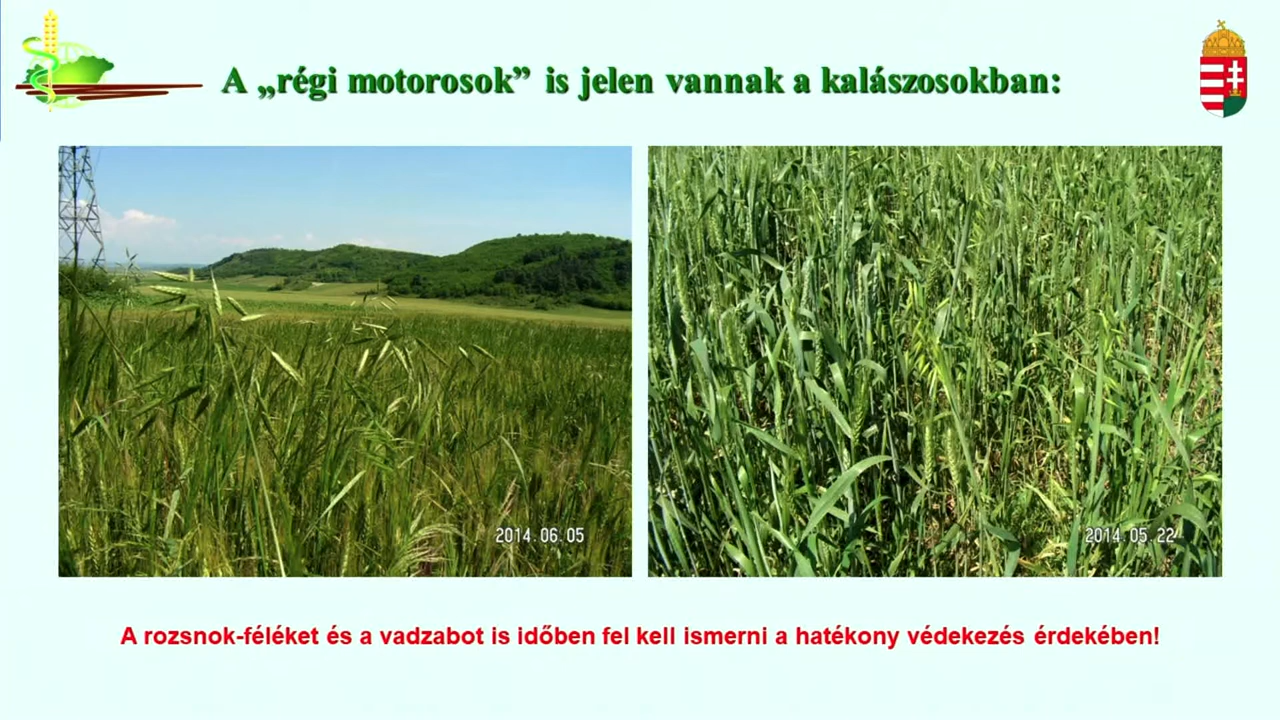 A „régi motorosok” is jelen vannak a kalászosokban:
2014.06.05
2014.05.22
A rozsnok-féléket és a vadzabot is időben fel kell ismerni a hatékony védekezés érdekében!